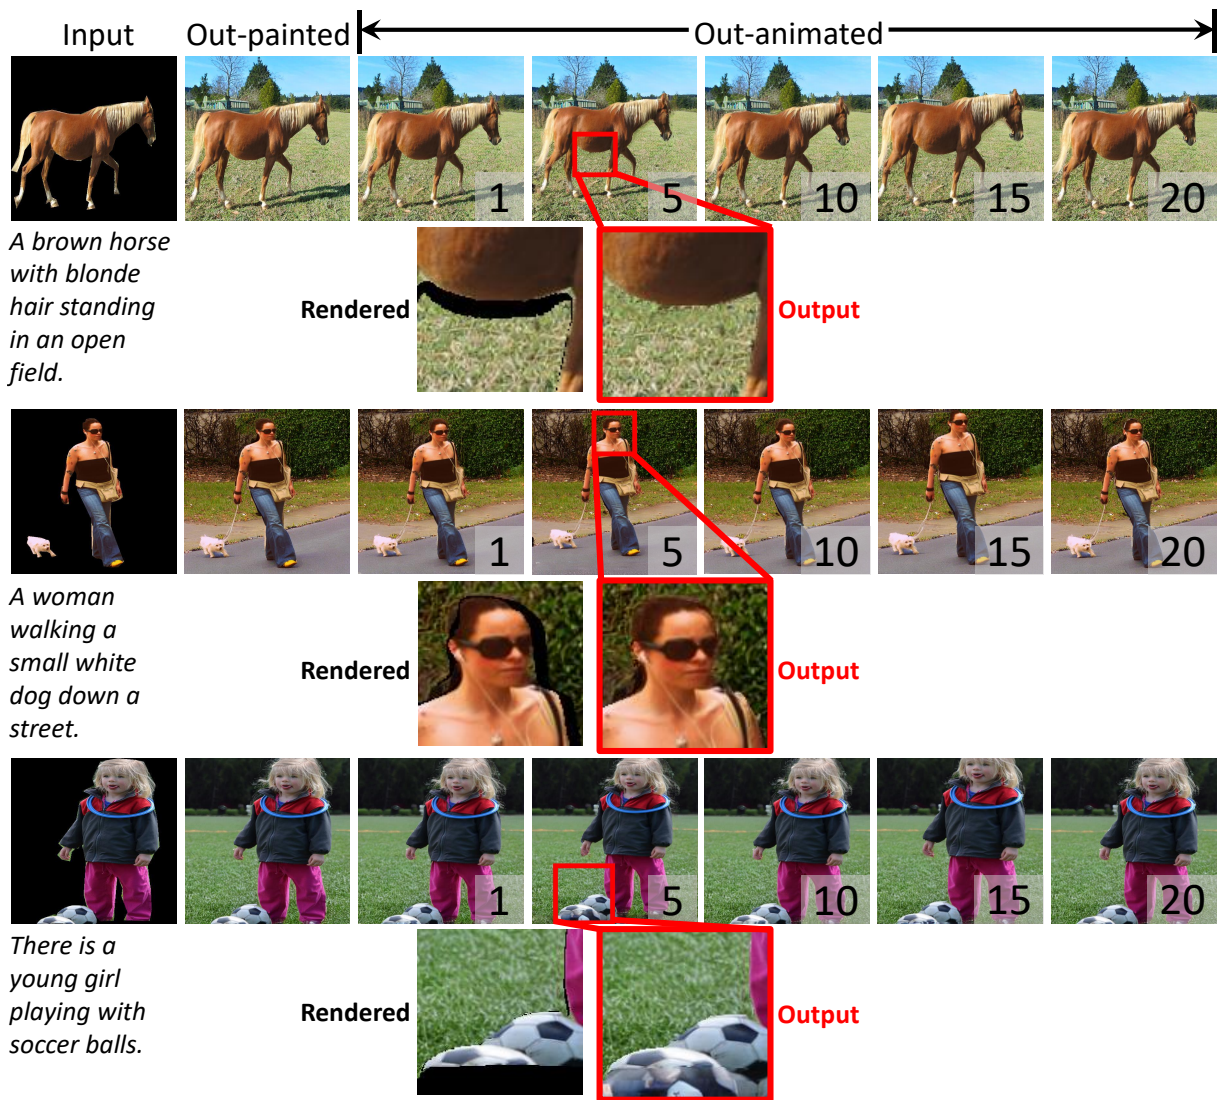 Input Out-painted Out-animated
1 5 10 15 20
A brown horse
with blonde
hair standing
in an open
field.
Rendered Output
1 5 10 15 20
A woman
walking a
small white
dog down a
street.
Rendered Output
1 5 10 15 20
There is a
young girl
playing with
soccer balls.
Rendered Output